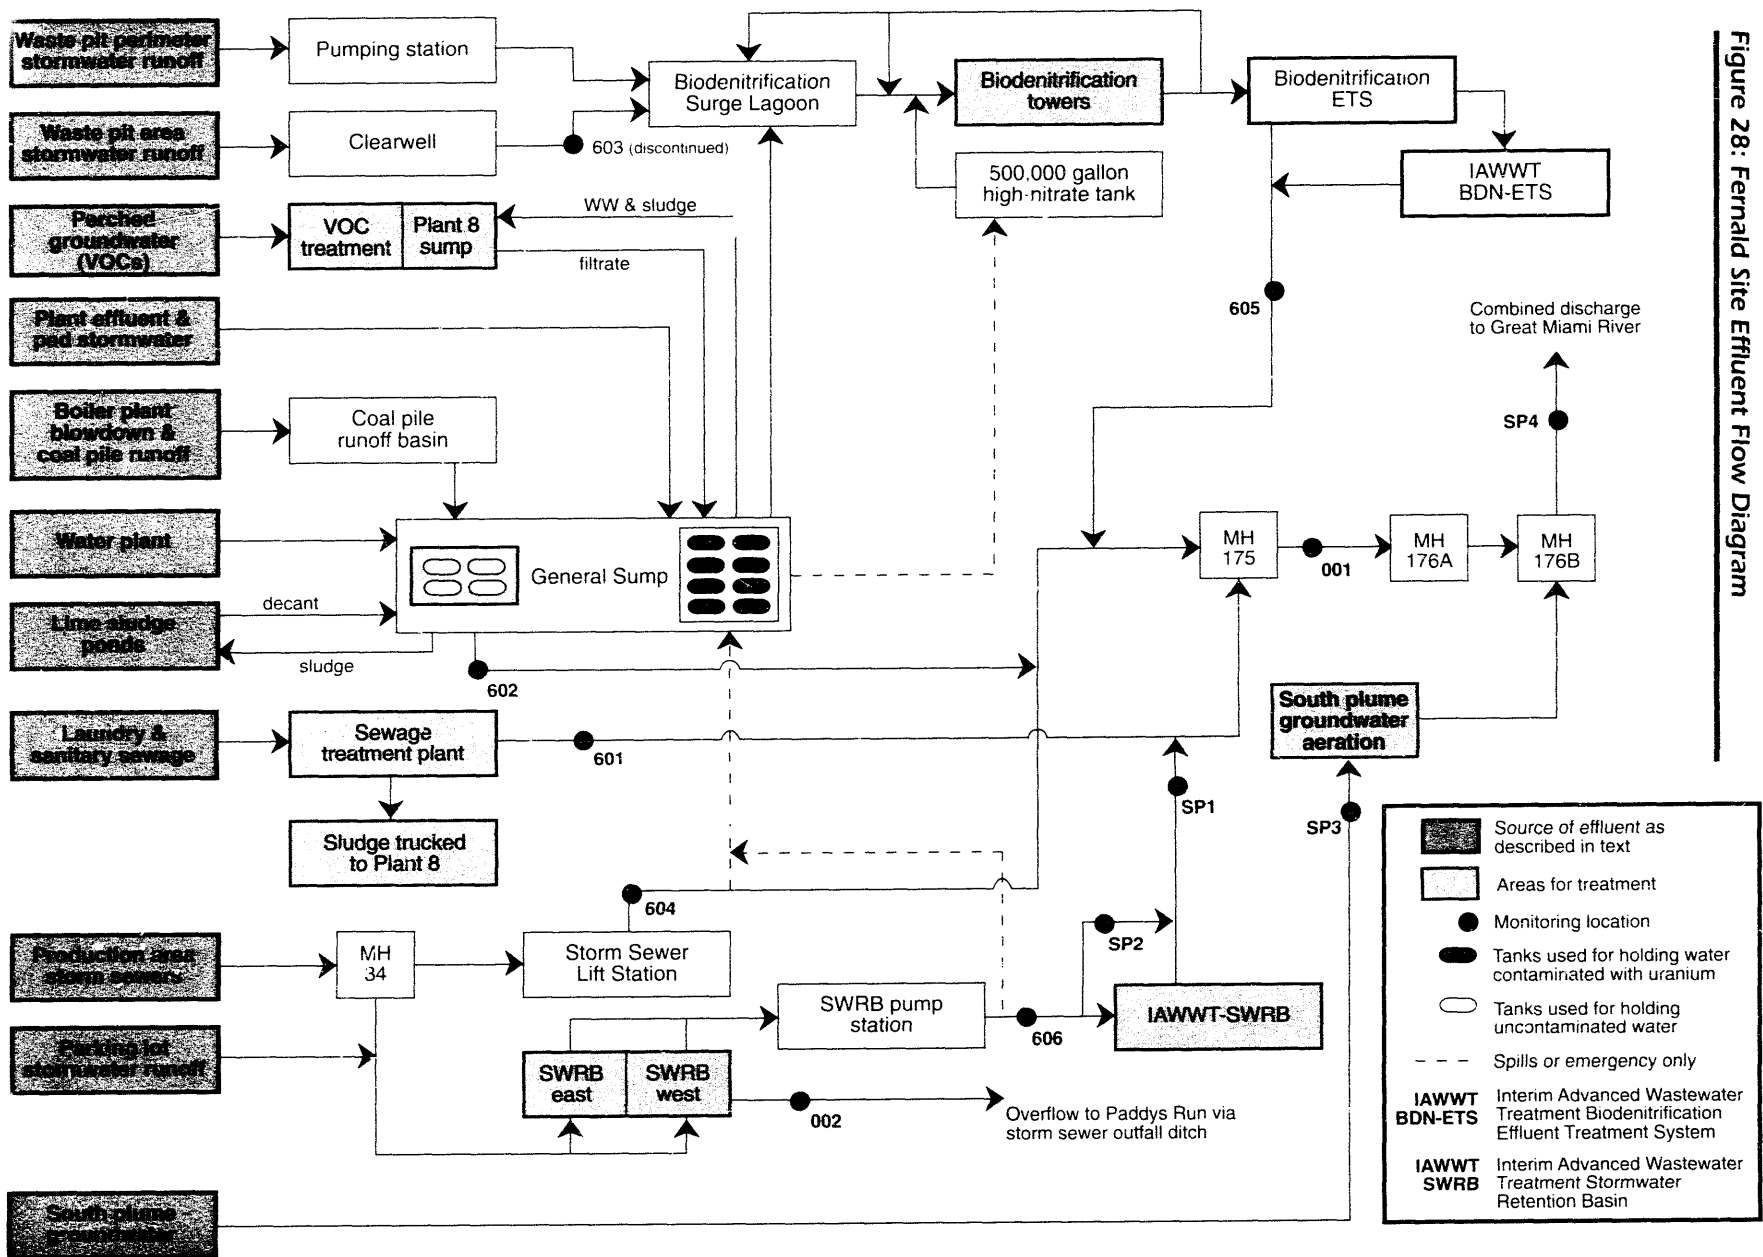 Figure 28: Fernald Site Effluent Flow Diagram
Waste pit perimeter
stormwater runoff
Pumping station
Biodenitrification
Surge Lagoon
Biodenitrification
towers
Biodenitrification
ETS
Waste pit area
stormwater runoff
Clearwell
603 (discontinued)
500,000 gallon
high-nitrate tank
IAWWT
BDN-ETS
Perched
groundwater
(VOCs)
VOC
treatment
Plant 8
sump
WW & sludge
filtrate
605
Combined discharge
to Great Miami River
Plant effluent &
pad stormwater
Boiler plant
blowdown &
coal pile runoff
Coal pile
runoff basin
SP4
Water plant
General Sump
MH
175
001
MH
176A
MH
176B
Lime sludge
ponds
decant
sludge
602
Laundry &
sanitary sewage
Sewage
treatment plant
601
South plume
groundwater
aeration
SP1
SP3
Sludge trucked
to Plant 8
604
SP2
Production area
storm sewers
MH
34
Storm Sewer
Lift Station
SWRB pump
station
606
IAWWT-SWRB
Parking lot
stormwater runoff
SWRB
east
SWRB
west
002
Overflow to Paddys Run via
storm sewer outfall ditch
South plume
groundwater
Source of effluent as
described in text
Areas for treatment
Monitoring location
Tanks used for holding water
contaminated with uranium
Tanks used for holding
uncontaminated water
Spills or emergency only
IAWWT Interim Advanced Wastewater
BDN-ETS Treatment Biodenitrification
Effluent Treatment System
IAWWT Interim Advanced Wastewater
SWRB Treatment Stormwater
Retention Basin